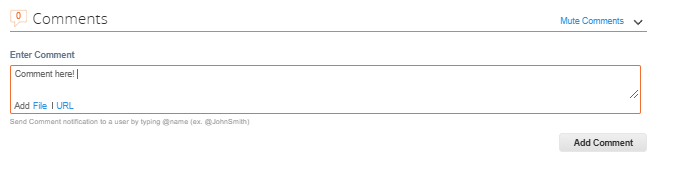 0 Comments Mute Comments
Enter Comment
Comment here!
Add File | URL
Send Comment notification to a user by typing @name (ex. @JohnSmith)
Add Comment